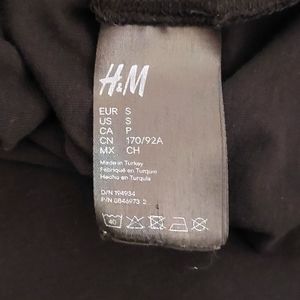 H&M
EUR S
US S
CA P
CN 170/92A
MX CH
Made in Turkey
Fabriqué en Turquie
Hecho en Turquía
O/N 194934
P/N 0846973 2
40